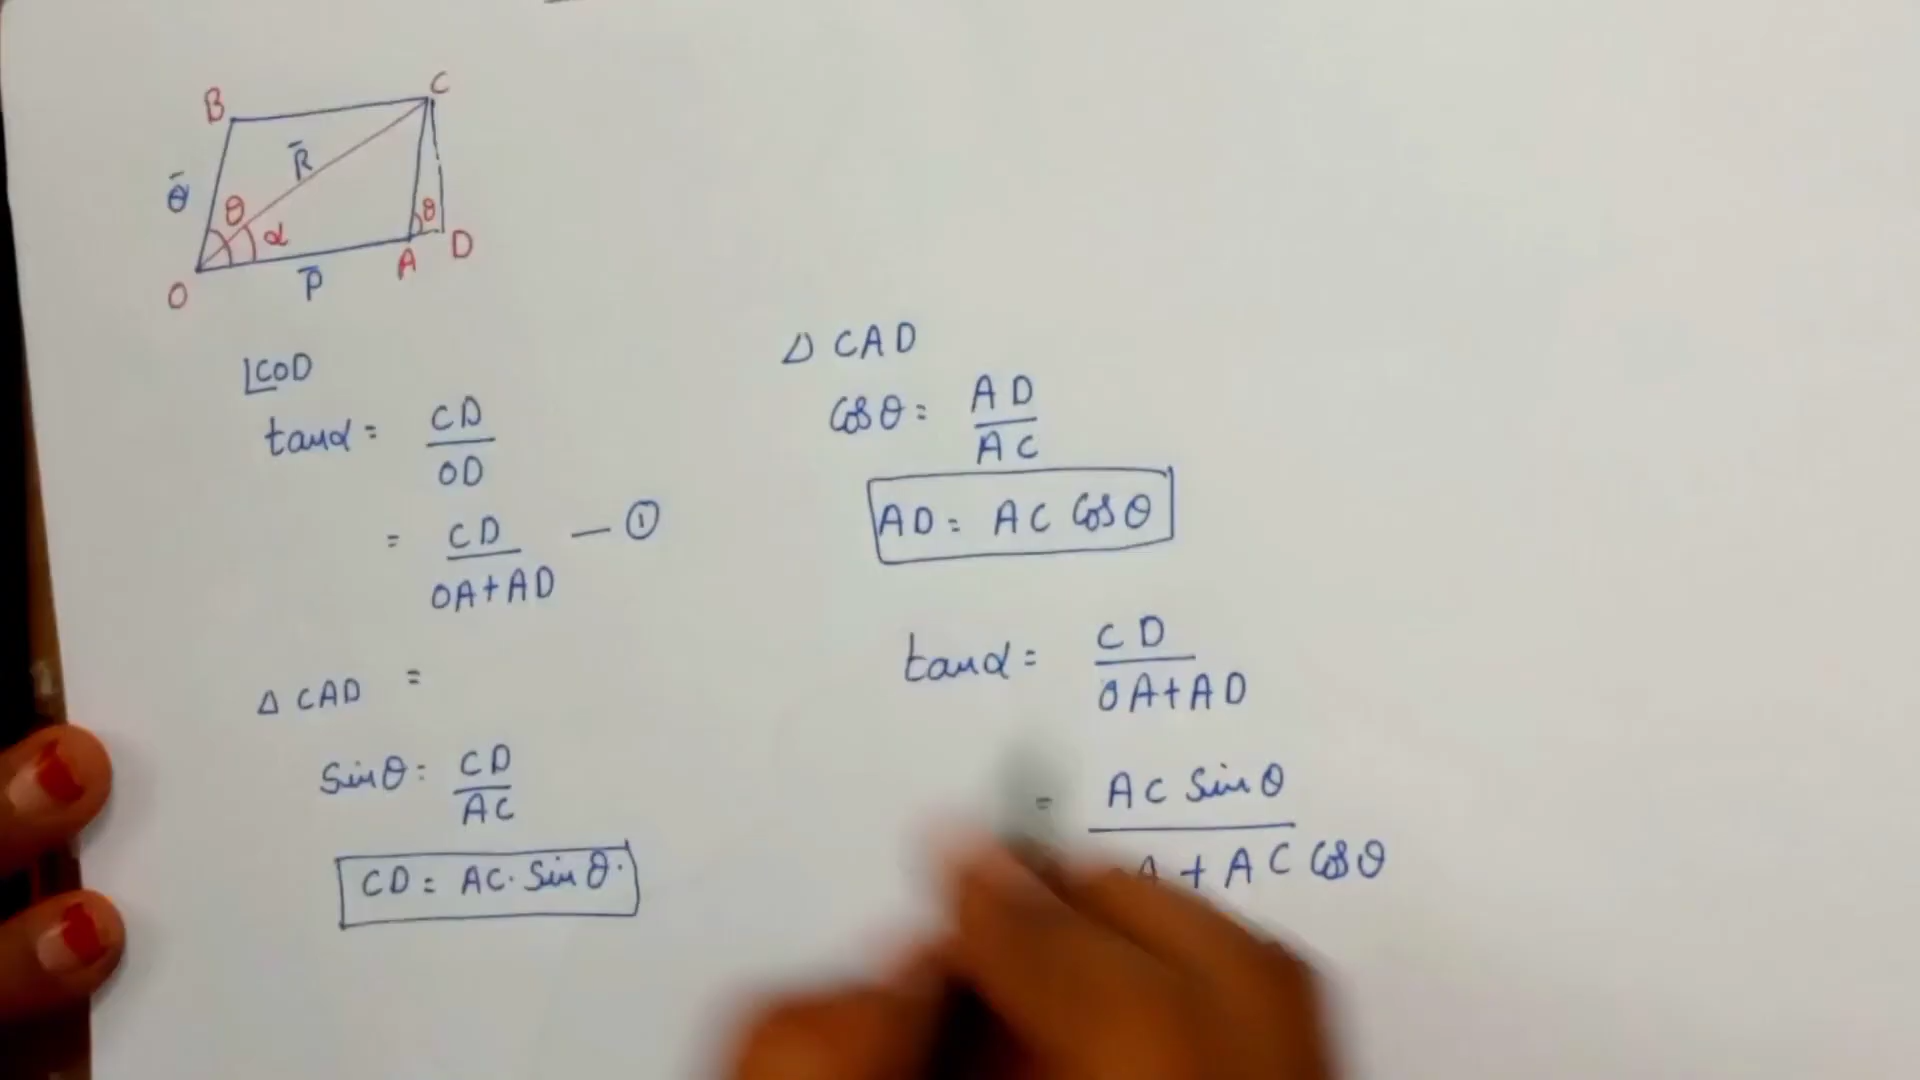 B
C
R̄
θ̄
θ
α
θ
O
P̄
A
D
∟COD
tanα = CD / OD
= CD / OA+AD — ①
Δ CAD =
Sinθ = CD / AC
CD = AC. Sinθ.
Δ CAD
Cosθ = AD / AC
AD = AC Cosθ
tanα = CD / OA+AD
= AC Sinθ / A + AC Cosθ